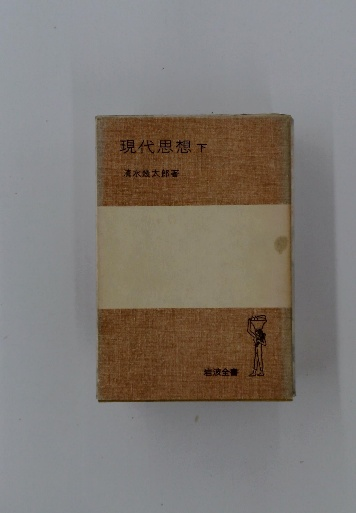 現代思想 下
清水幾太郎著
岩波全書